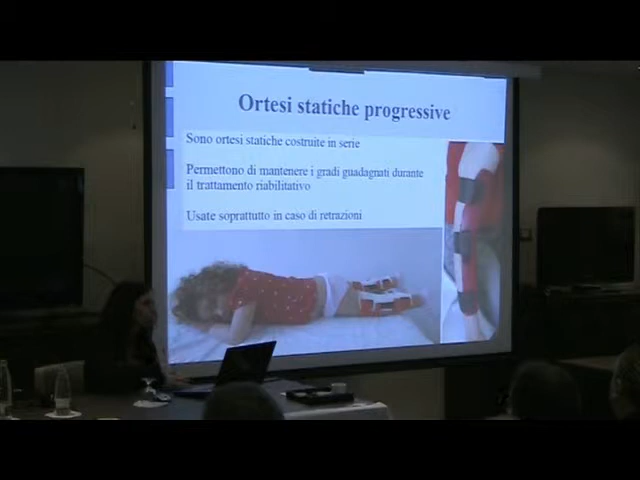 Ortesi statiche progressive
Sono ortesi statiche costruite in serie
Permettono di mantenere i gradi guadagnati durante
il trattamento riabilitativo
Usate soprattutto in caso di retrazioni